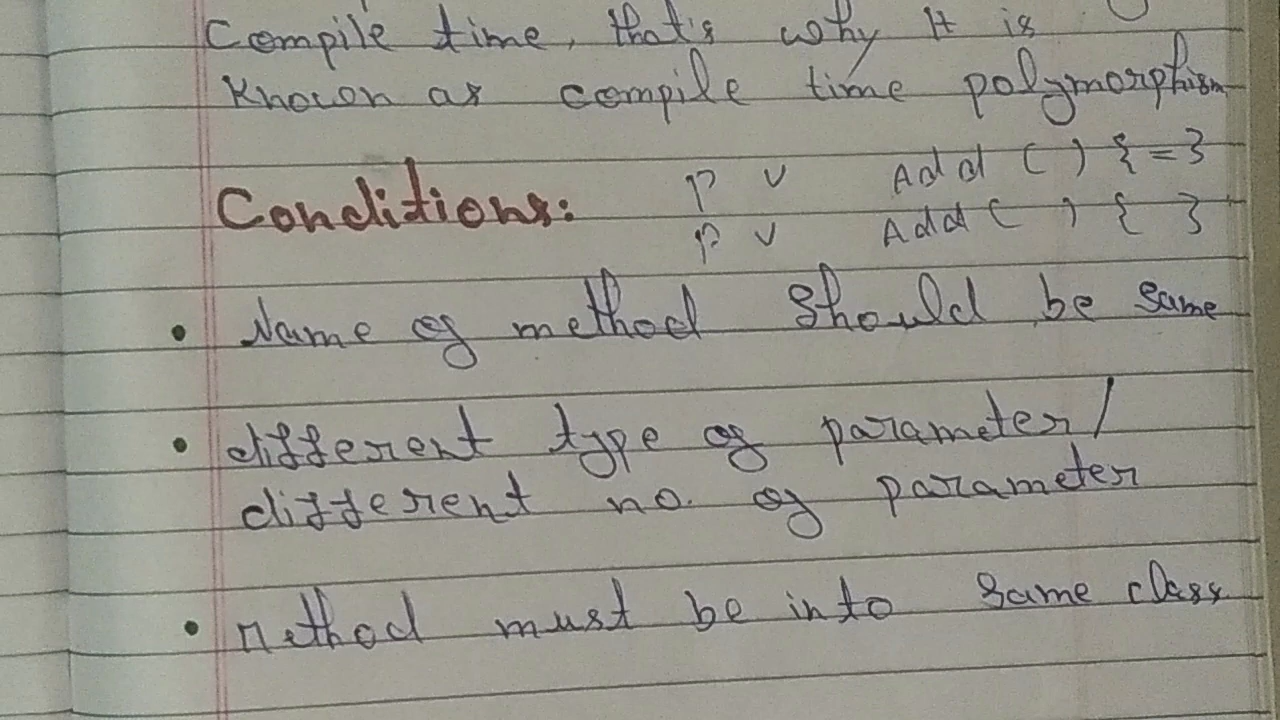 Compile time, that's why It is
Known as compile time polymorphism
Conditions: P V Add ( ) { = }
P V Add ( ) { }
• Name of method should be same
• different type of parameter/
different no. of parameter
• method must be into same class